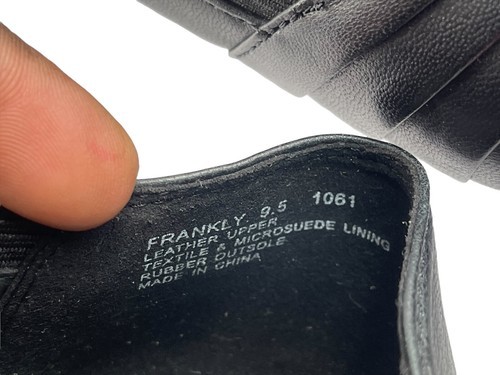 FRANKLY 9.5 1061
LEATHER UPPER
TEXTILE & MICROSUEDE LINING
RUBBER OUTSOLE
MADE IN CHINA